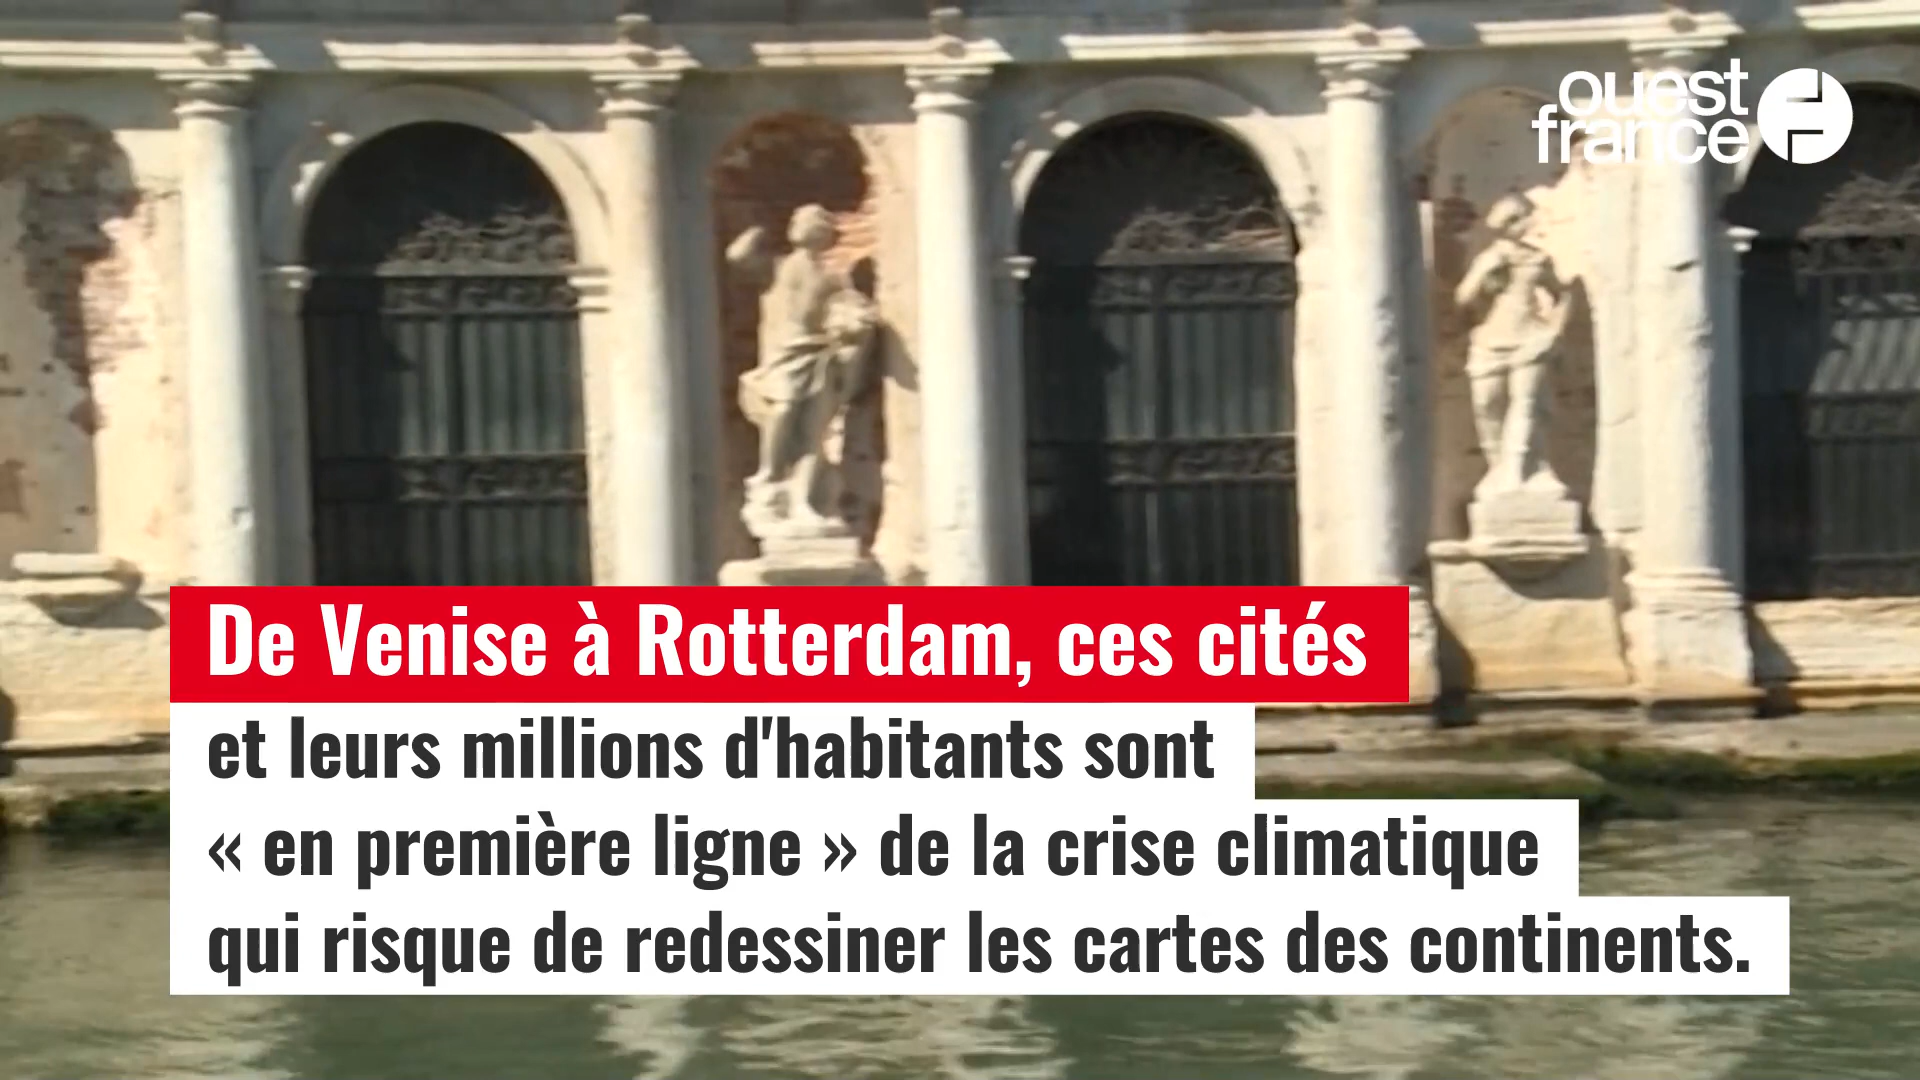 ouest
france
De Venise à Rotterdam, ces cités
et leurs millions d'habitants sont
« en première ligne » de la crise climatique
qui risque de redessiner les cartes des continents.